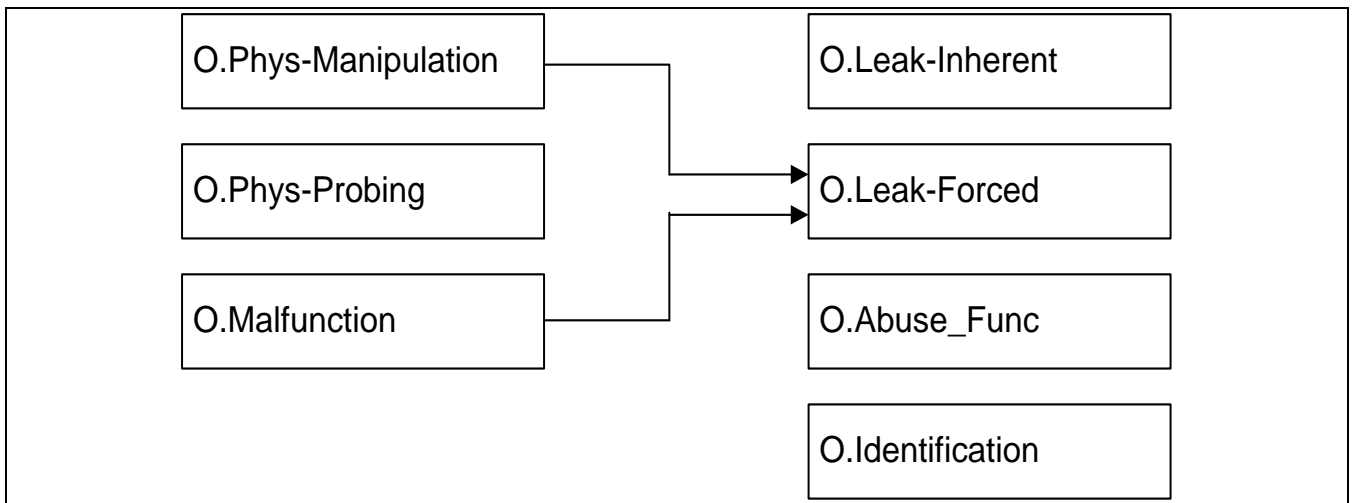 O.Phys-Manipulation
O.Leak-Inherent
O.Phys-Probing
O.Leak-Forced
O.Malfunction
O.Abuse_Func
O.Identification